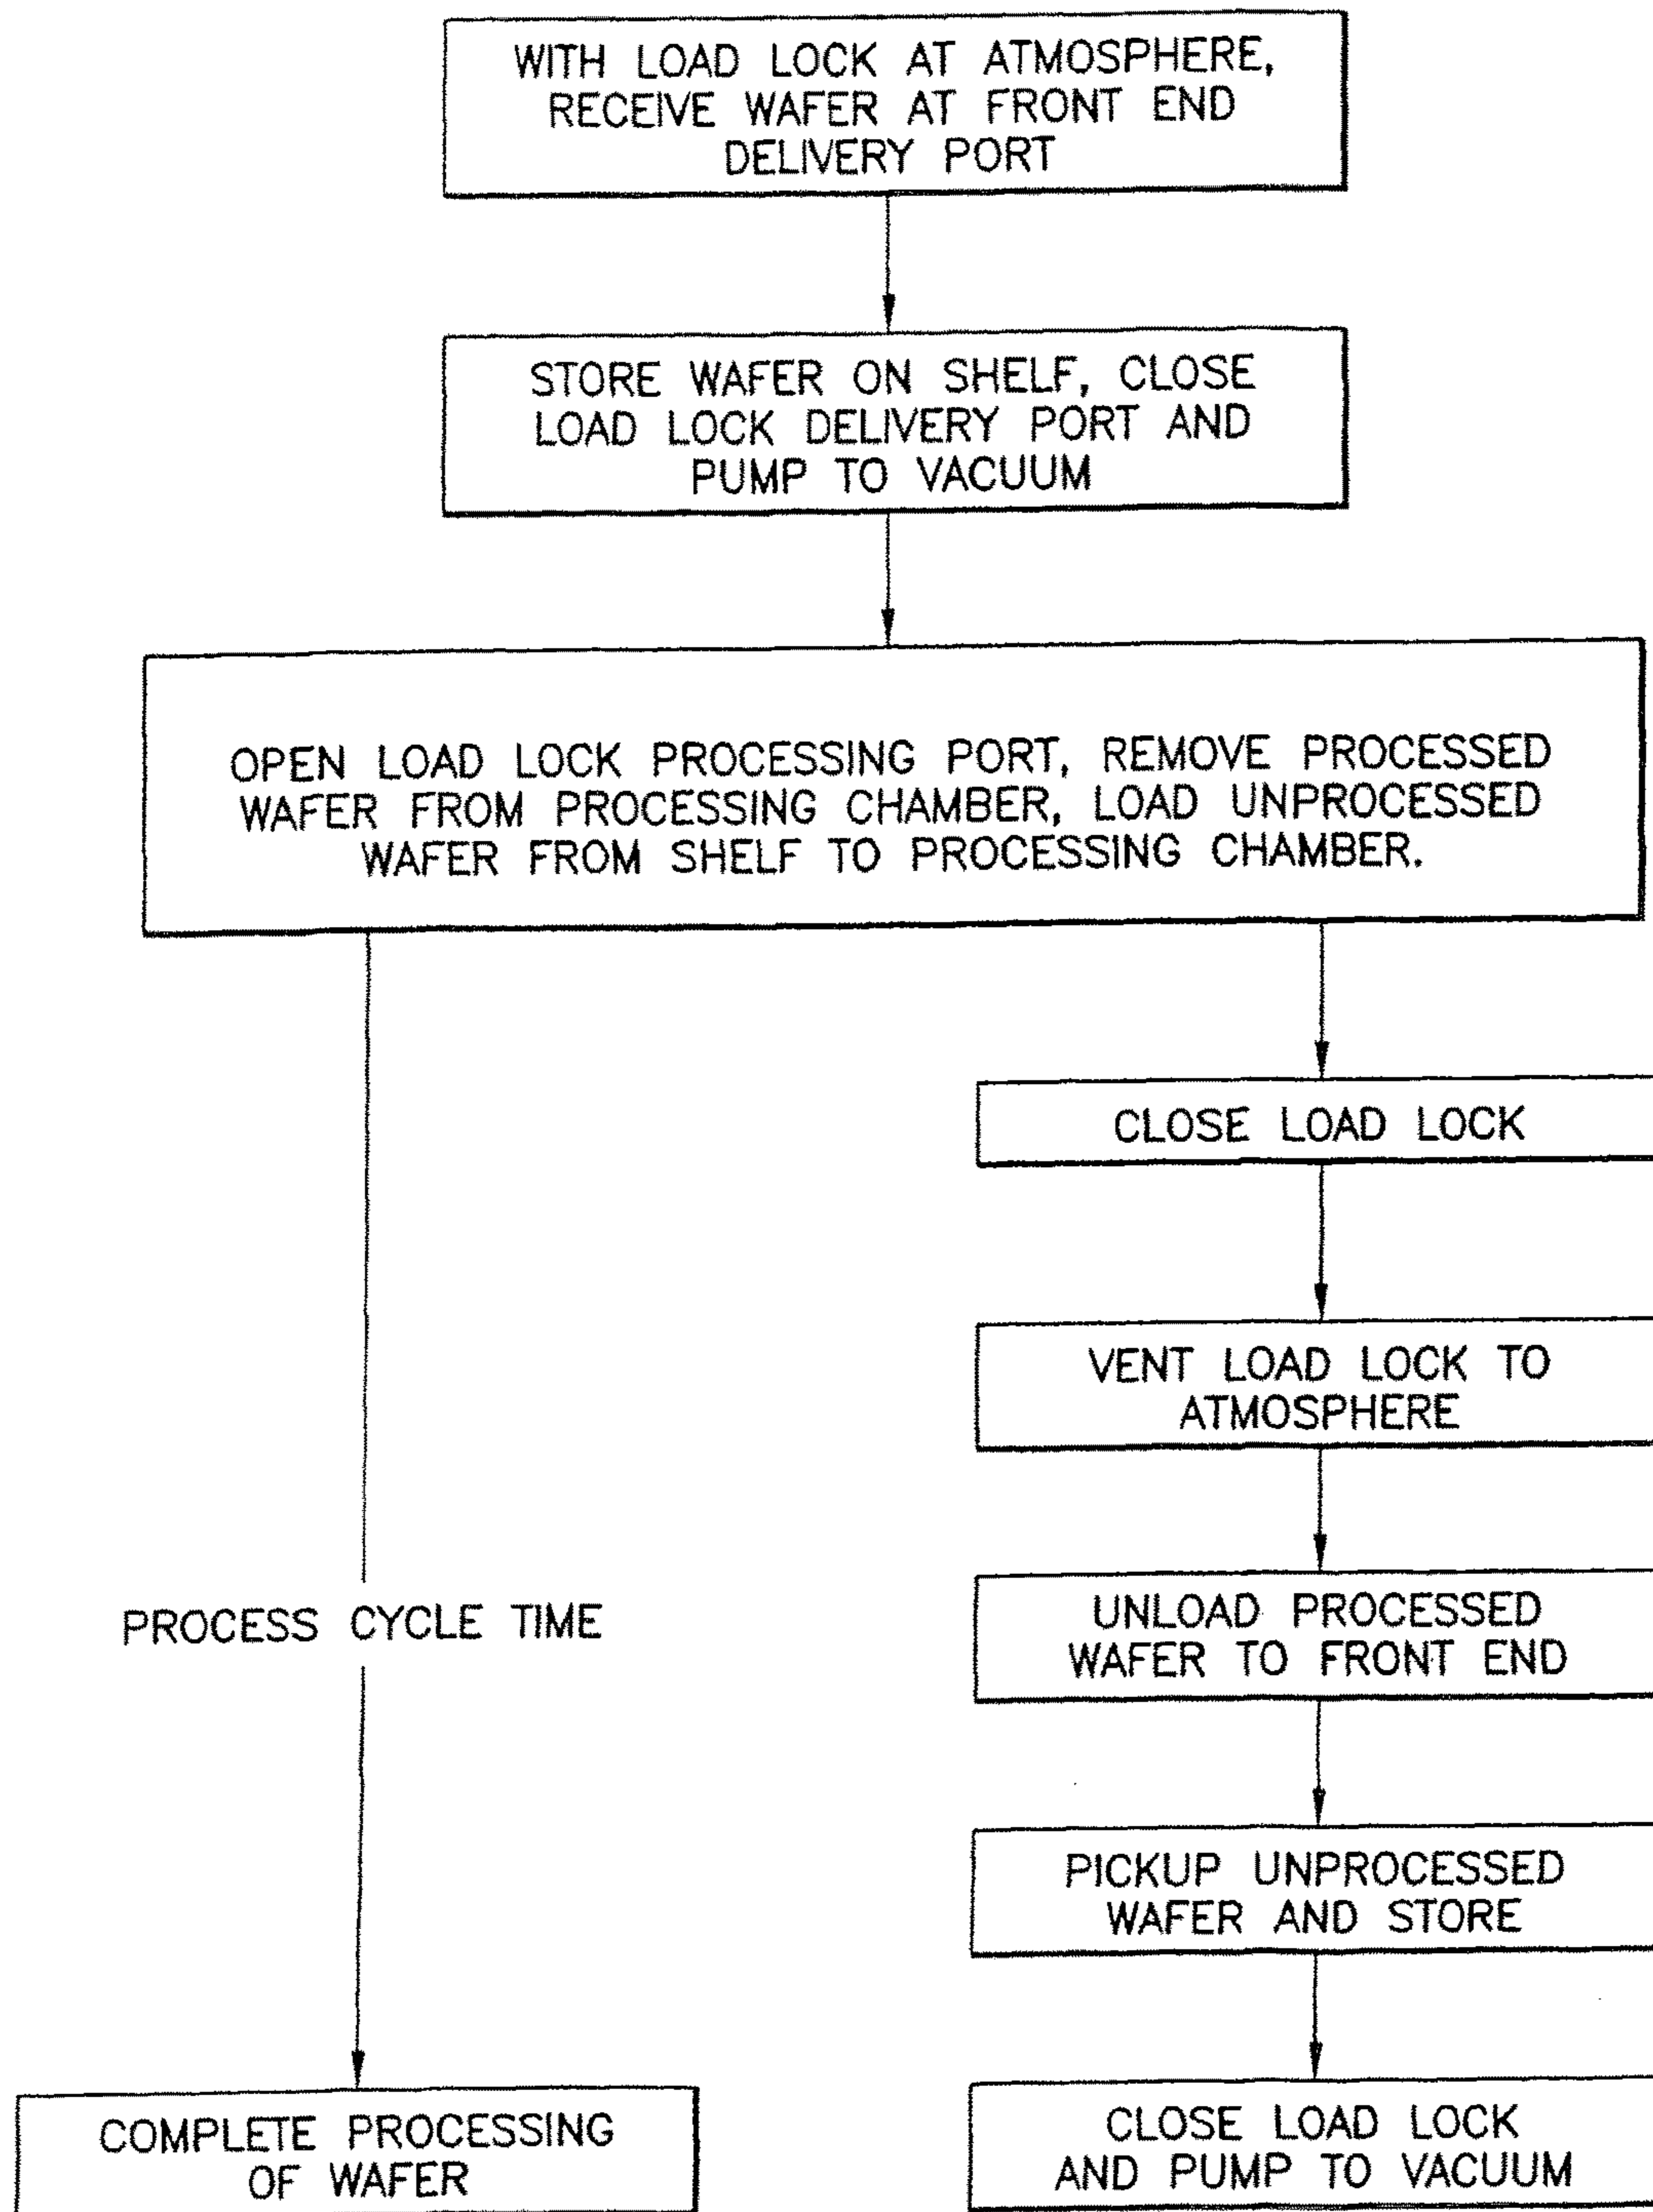 WITH LOAD LOCK AT ATMOSPHERE,
RECEIVE WAFER AT FRONT END
DELIVERY PORT
STORE WAFER ON SHELF, CLOSE
LOAD LOCK DELIVERY PORT AND
PUMP TO VACUUM
OPEN LOAD LOCK PROCESSING PORT, REMOVE PROCESSED
WAFER FROM PROCESSING CHAMBER, LOAD UNPROCESSED
WAFER FROM SHELF TO PROCESSING CHAMBER.
CLOSE LOAD LOCK
VENT LOAD LOCK TO
ATMOSPHERE
UNLOAD PROCESSED
WAFER TO FRONT END
PROCESS CYCLE TIME
PICKUP UNPROCESSED
WAFER AND STORE
COMPLETE PROCESSING
OF WAFER
CLOSE LOAD LOCK
AND PUMP TO VACUUM